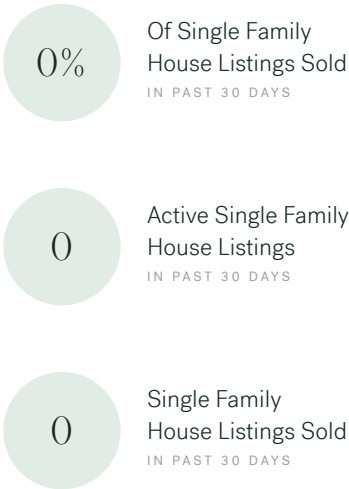 0%
Of Single Family
House Listings Sold
IN PAST 30 DAYS
0
Active Single Family
House Listings
IN PAST 30 DAYS
0
Single Family
House Listings Sold
IN PAST 30 DAYS